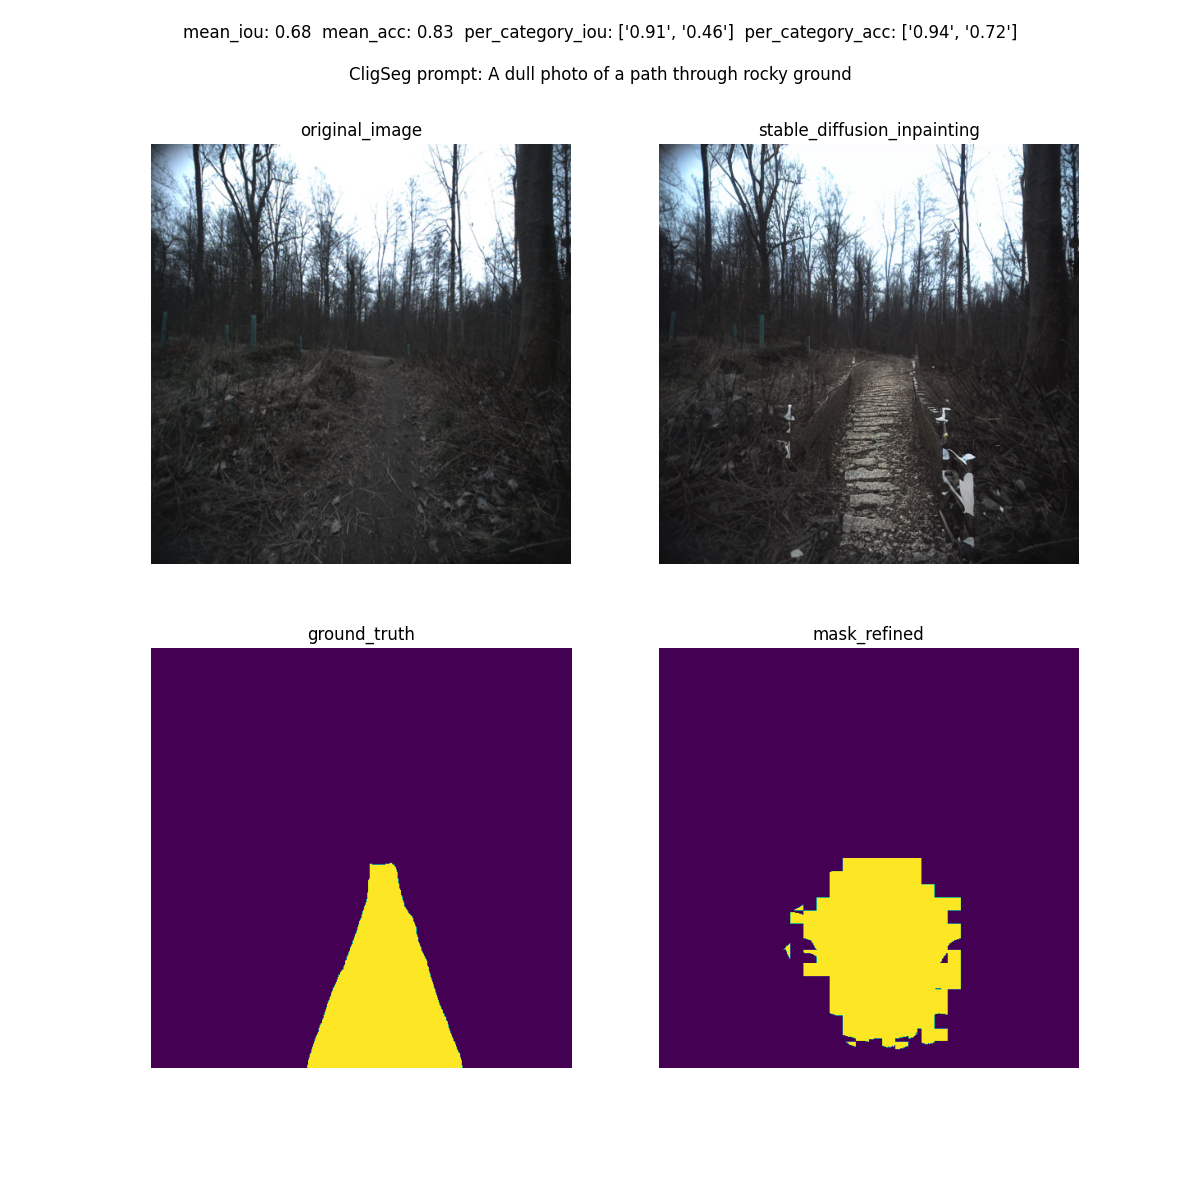 mean_iou: 0.68  mean_acc: 0.83  per_category_iou: ['0.91', '0.46']  per_category_acc: ['0.94', '0.72']
CligSeg prompt: A dull photo of a path through rocky ground
original_image
stable_diffusion_inpainting
ground_truth
mask_refined